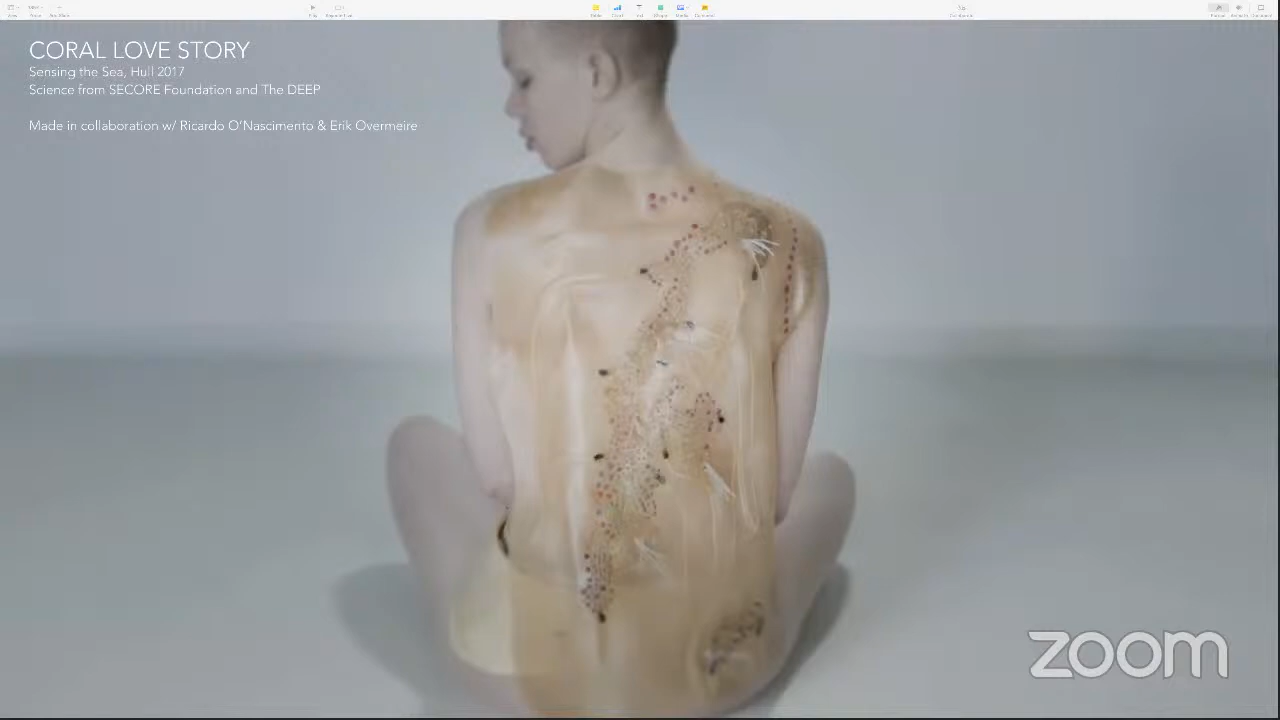 CORAL LOVE STORY
Sensing the Sea, Hull 2017
Science from SECORE Foundation and The DEEP
Made in collaboration w/ Ricardo O'Nascimento & Erik Overmeire
zoom